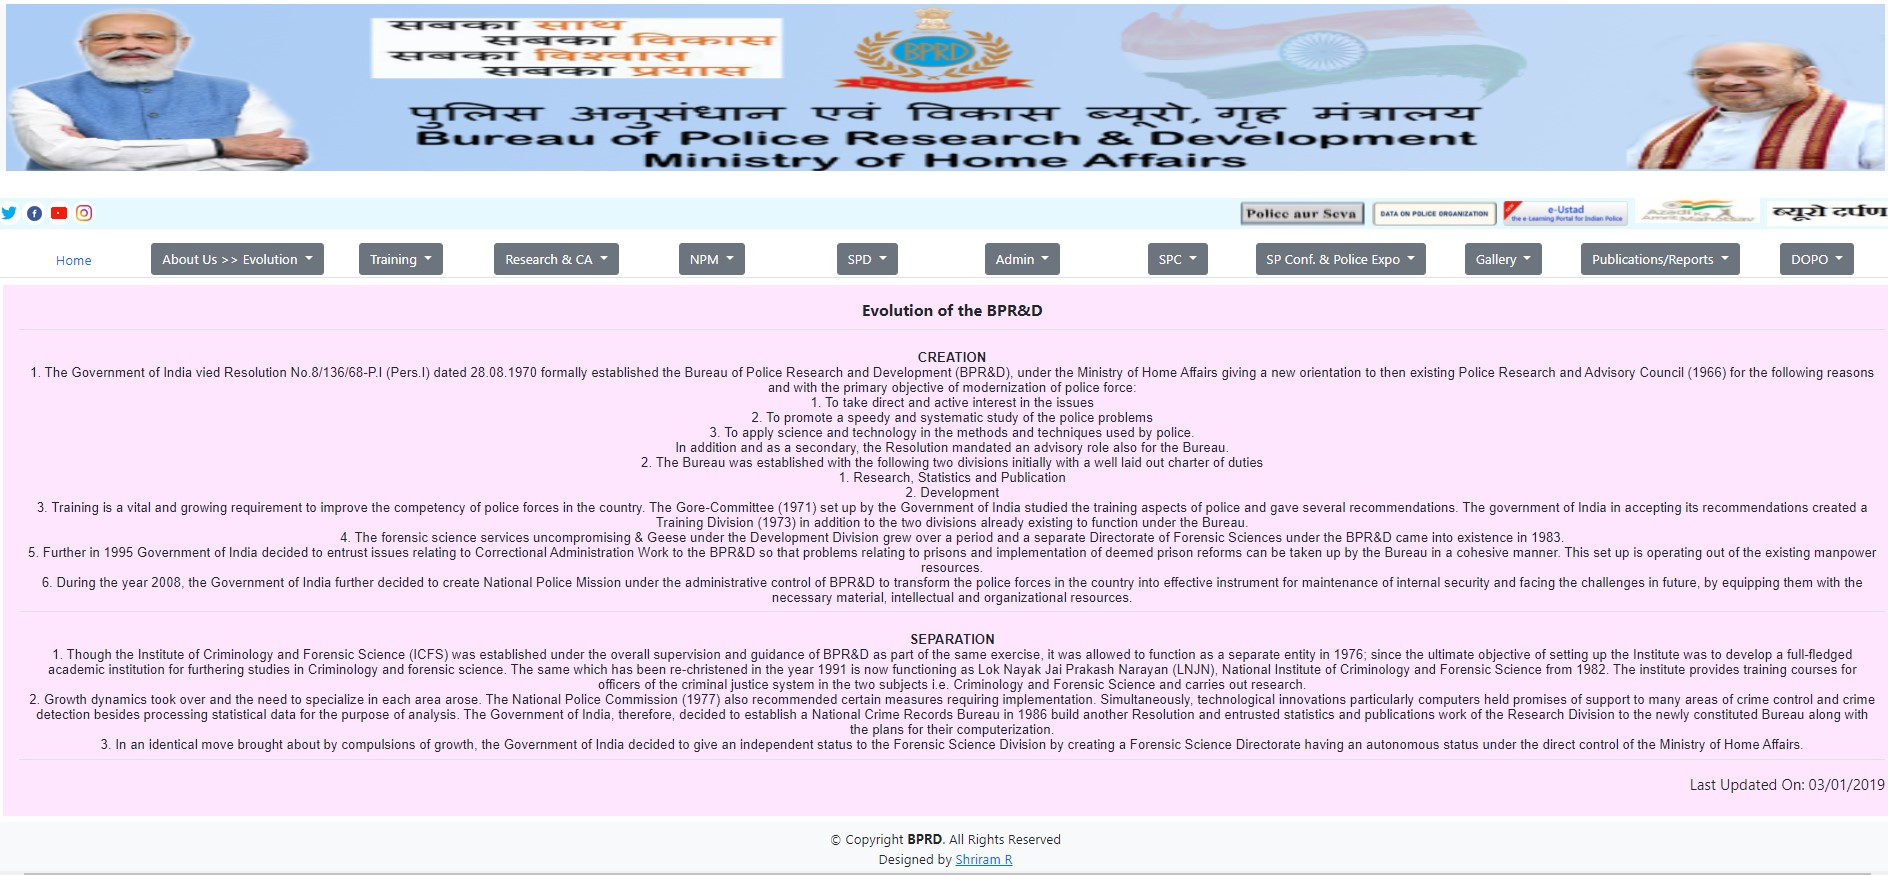 सबका साथ
सबका विकास
सबका विश्वास
सबका प्रयास
BPRD
पुलिस अनुसंधान एवं विकास ब्यूरो, गृह मंत्रालय
Bureau of Police Research & Development
Ministry of Home Affairs
Police aur Seva DATA ON POLICE ORGANIZATION NEW e-Ustad ब्यूरो दर्पण
the e Learning Portal for Indian Police Azadi Ka Amrit Mahotsav
Home About Us >> Evolution Training Research & CA NPM SPD Admin SPC SP Conf. & Police Expo Gallery Publications/Reports DOPO
Evolution of the BPR&D
CREATION
1. The Government of India vied Resolution No.8/136/68-P.I (Pers.I) dated 28.08.1970 formally established the Bureau of Police Research and Development (BPR&D), under the Ministry of Home Affairs giving a new orientation to then existing Police Research and Advisory Council (1966) for the following reasons
and with the primary objective of modernization of police force:
1. To take direct and active interest in the issues
2. To promote a speedy and systematic study of the police problems
3. To apply science and technology in the methods and techniques used by police.
In addition and as a secondary, the Resolution mandated an advisory role also for the Bureau.
2. The Bureau was established with the following two divisions initially with a well laid out charter of duties
1. Research, Statistics and Publication
2. Development
3. Training is a vital and growing requirement to improve the competency of police forces in the country. The Gore-Committee (1971) set up by the Government of India studied the training aspects of police and gave several recommendations. The government of India in accepting its recommendations created a
Training Division (1973) in addition to the two divisions already existing to function under the Bureau.
4. The forensic science services uncompromising & Geese under the Development Division grew over a period and a separate Directorate of Forensic Sciences under the BPR&D came into existence in 1983.
5. Further in 1995 Government of India decided to entrust issues relating to Correctional Administration Work to the BPR&D so that problems relating to prisons and implementation of deemed prison reforms can be taken up by the Bureau in a cohesive manner. This set up is operating out of the existing manpower
resources.
6. During the year 2008, the Government of India further decided to create National Police Mission under the administrative control of BPR&D to transform the police forces in the country into effective instrument for maintenance of internal security and facing the challenges in future, by equipping them with the
necessary material, intellectual and organizational resources.
SEPARATION
1. Though the Institute of Criminology and Forensic Science (ICFS) was established under the overall supervision and guidance of BPR&D as part of the same exercise, it was allowed to function as a separate entity in 1976; since the ultimate objective of setting up the Institute was to develop a full-fledged
academic institution for furthering studies in Criminology and forensic science. The same which has been re-christened in the year 1991 is now functioning as Lok Nayak Jai Prakash Narayan (LNJN), National Institute of Criminology and Forensic Science from 1982. The institute provides training courses for
officers of the criminal justice system in the two subjects i.e. Criminology and Forensic Science and carries out research.
2. Growth dynamics took over and the need to specialize in each area arose. The National Police Commission (1977) also recommended certain measures requiring implementation. Simultaneously, technological innovations particularly computers held promises of support to many areas of crime control and crime
detection besides processing statistical data for the purpose of analysis. The Government of India, therefore, decided to establish a National Crime Records Bureau in 1986 build another Resolution and entrusted statistics and publications work of the Research Division to the newly constituted Bureau along with
the plans for their computerization.
3. In an identical move brought about by compulsions of growth, the Government of India decided to give an independent status to the Forensic Science Division by creating a Forensic Science Directorate having an autonomous status under the direct control of the Ministry of Home Affairs.
Last Updated On: 03/01/2019
© Copyright BPRD. All Rights Reserved
Designed by Shriram R